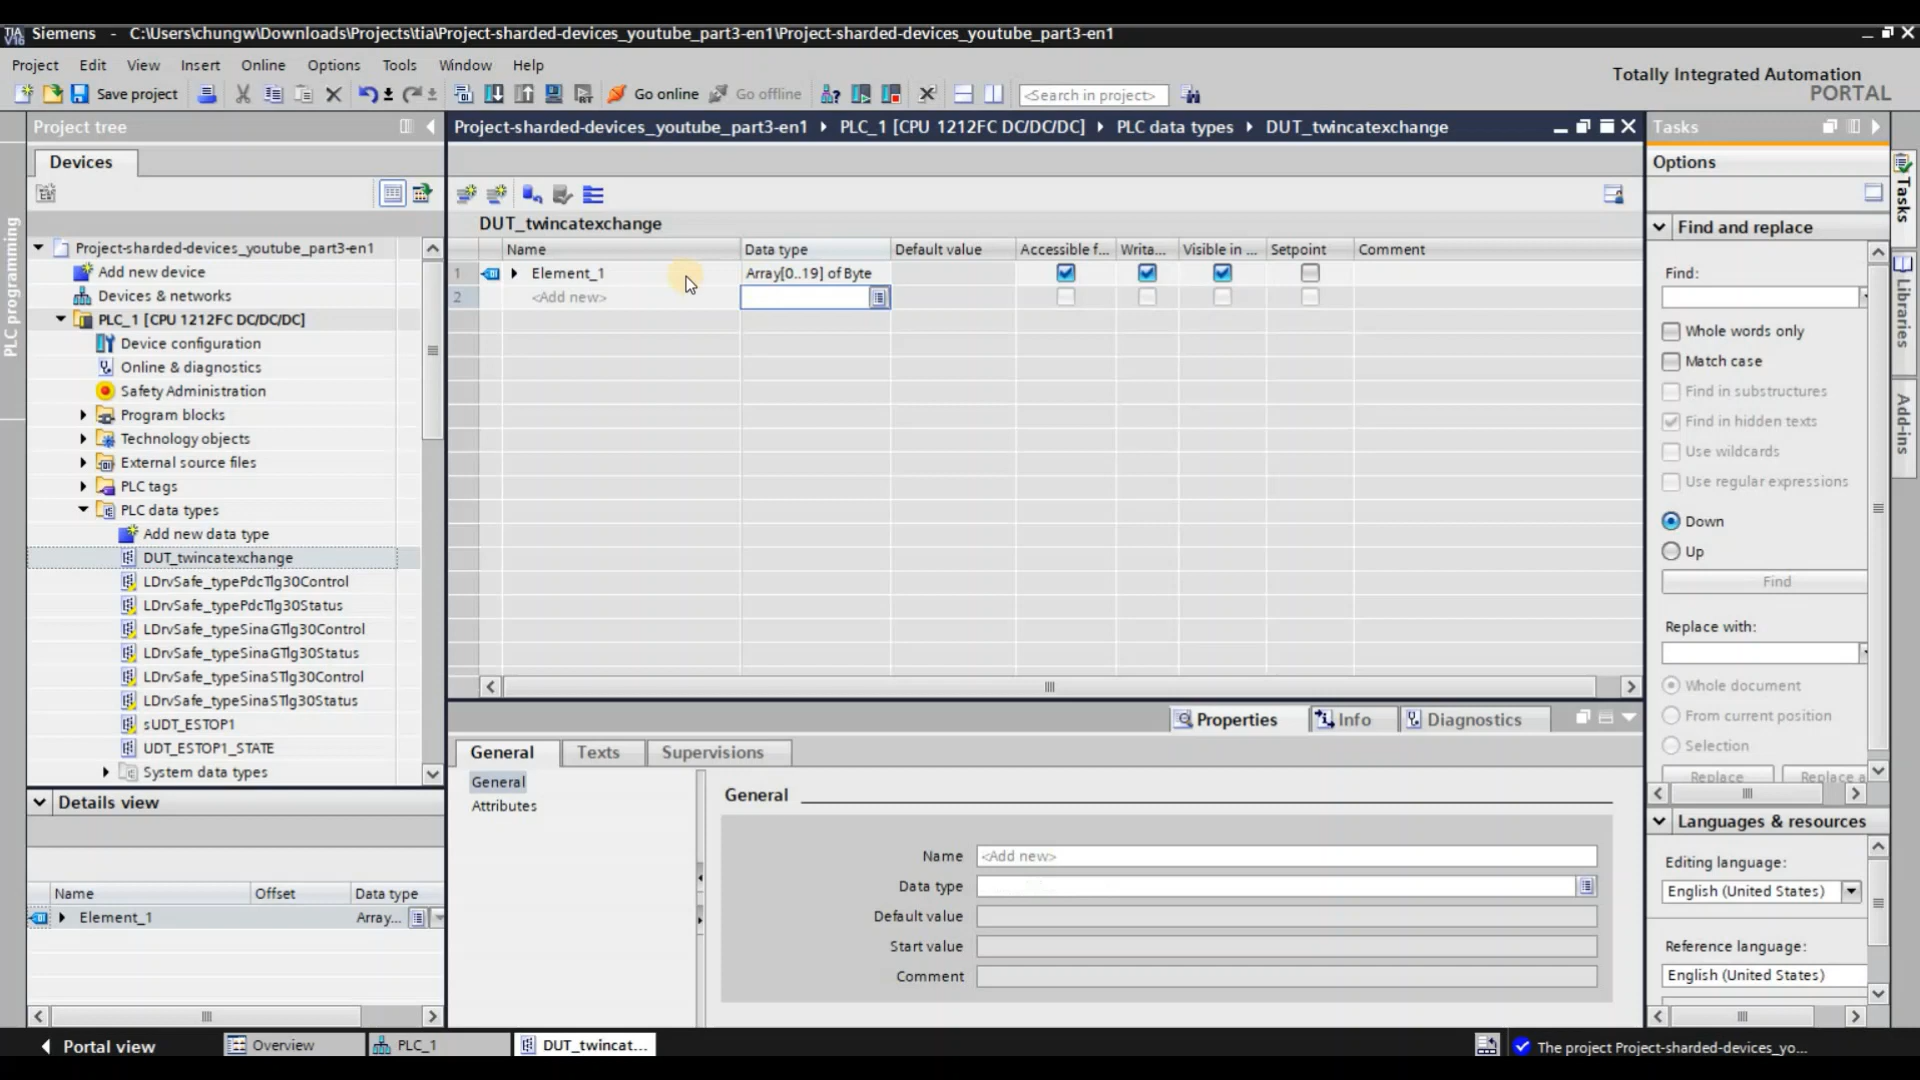 Siemens - C:\Users\chungw\Downloads\Projects\tia\Project-sharded-devices_youtube_part3-en1\Project-sharded-devices_youtube_part3-en1
Project Edit View Insert Online Options Tools Window Help
Totally Integrated Automation
PORTAL
Save project
Go online
Go offline
<Search in project>
Project tree
Project-sharded-devices_youtube_part3-en1 PLC_1 [CPU 1212FC DC/DC/DC] PLC data types DUT_twincatexchange
Tasks
Devices
Options
PLC programming
Tasks
Libraries
Add-ins
Project-sharded-devices_youtube_part3-en1
Add new device
Devices & networks
PLC_1 [CPU 1212FC DC/DC/DC]
Device configuration
Online & diagnostics
Safety Administration
Program blocks
Technology objects
External source files
PLC tags
PLC data types
Add new data type
DUT_twincatexchange
LDrvSafe_typePdcTlg30Control
LDrvSafe_typePdcTlg30Status
LDrvSafe_typeSinaGTlg30Control
LDrvSafe_typeSinaGTlg30Status
LDrvSafe_typeSinaSTlg30Control
LDrvSafe_typeSinaSTlg30Status
sUDT_ESTOP1
UDT_ESTOP1_STATE
System data types
DUT_twincatexchange
Name Data type Default value Accessible f... Writa... Visible in ... Setpoint Comment
1 Element_1 Array[0..19] of Byte
2 <Add new>
Find and replace
Find:
Whole words only
Match case
Find in substructures
Find in hidden texts
Use wildcards
Use regular expressions
Down
Up
Find
Replace with:
Whole document
From current position
Selection
Replace Replace a
Languages & resources
Editing language:
English (United States)
Reference language:
English (United States)
Properties Info Diagnostics
General Texts Supervisions
General
Attributes
General
Name <Add new>
Data type
Default value
Start value
Comment
Details view
Name Offset Data type
Element_1 Array...
Portal view Overview PLC_1 DUT_twincat... The project Project-sharded-devices_yo...